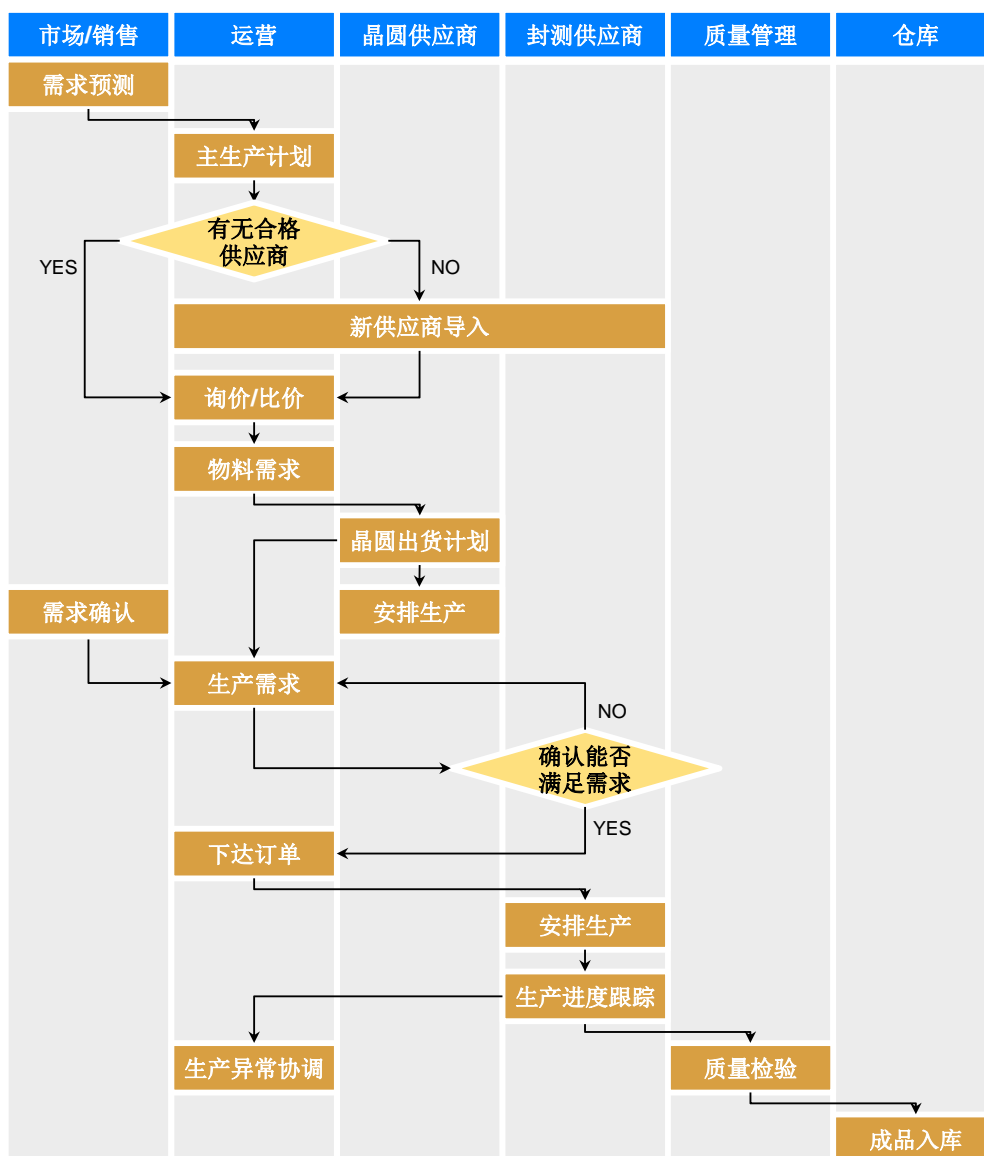 市场/销售
运营
晶圆供应商
封测供应商
质量管理
仓库
需求预测
主生产计划
有无合格
供应商
YES
NO
新供应商导入
询价/比价
物料需求
晶圆出货计划
需求确认
安排生产
生产需求
NO
确认能否
满足需求
YES
下达订单
安排生产
生产进度跟踪
生产异常协调
质量检验
成品入库